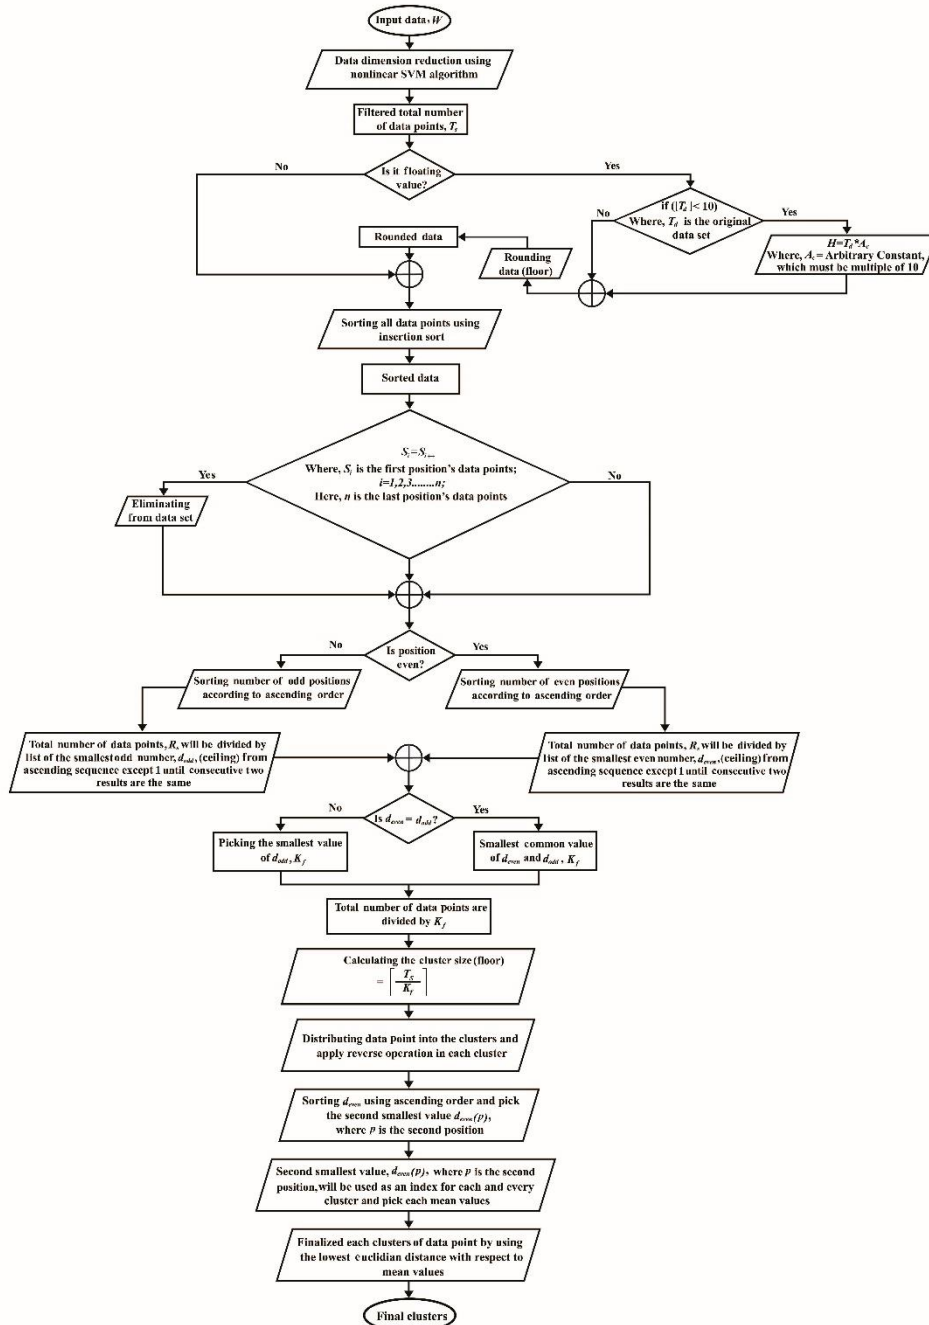 Input data, W
Data dimension reduction using
nonlinear SVM algorithm
Filtered total number
of data points, Ts
No
Is it floating
value?
Yes
No
if (|Td|< 10)
Where, Td is the original
data set
Yes
H=Td*Ac
Where, Ac = Arbitrary Constant,
which must be multiple of 10
Rounded data
Rounding
data (floor)
Sorting all data points using
insertion sort
Sorted data
Where, Si is the first position's data points;
i=1,2,3........n;
Here, n is the last position's data points
Yes
No
Eliminating
from data set
No
Is position
even?
Yes
Sorting number of odd positions
according to ascending order
Sorting number of even positions
according to ascending order
Total number of data points, Rs will be divided by
list of the smallest odd number, dodd, (ceiling) from
ascending sequence except 1 until consecutive two
results are the same
Total number of data points, Rs will be divided by
list of the smallest even number, deven, (ceiling) from
ascending sequence except 1 until consecutive two
results are the same
No
Is deven = dodd?
Yes
Picking the smallest value
of dodd, Kf
Smallest common value
of deven and dodd, Kf
Total number of data points are
divided by Kf
Calculating the cluster size (floor)
= ⌈Ts/Kf⌉
Distributing data point into the clusters and
apply reverse operation in each cluster
Sorting deven using ascending order and pick
the second smallest value deven(p),
where p is the second position
Second smallest value, deven(p), where p is the second
position, will be used as an index for each and every
cluster and pick each mean values
Finalized each clusters of data point by using
the lowest euclidian distance with respect to
mean values
Final clusters